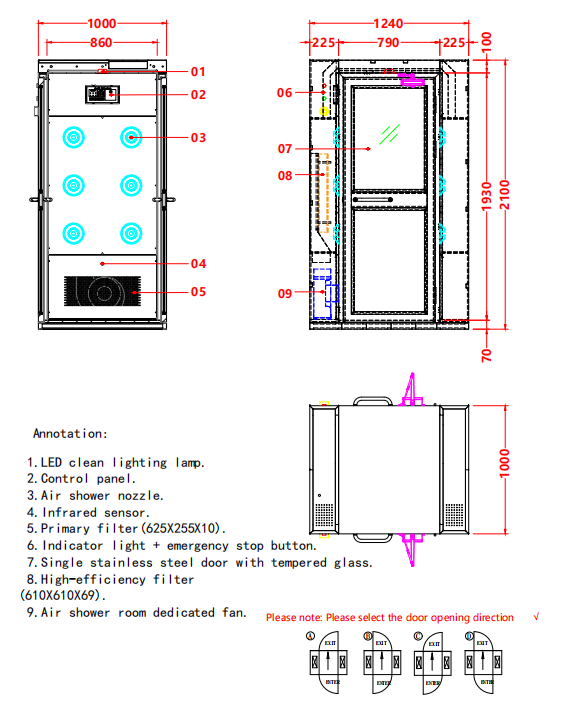 1000
860
1240
225 790 225
100
01
02
03
04
05
06
07
08
09
1930
2100
70
1000
Annotation:
1.LED clean lighting lamp.
2.Control panel.
3.Air shower nozzle.
4.Infrared sensor.
5.Primary filter(625X255X10).
6.Indicator light + emergency stop button.
7.Single stainless steel door with tempered glass.
8.High-efficiency filter
(610X610X69).
9.Air shower room dedicated fan.
Please note: Please select the door opening direction √
A B C D
EXIT EXIT EXIT EXIT
ENTER ENTER ENTER ENTER